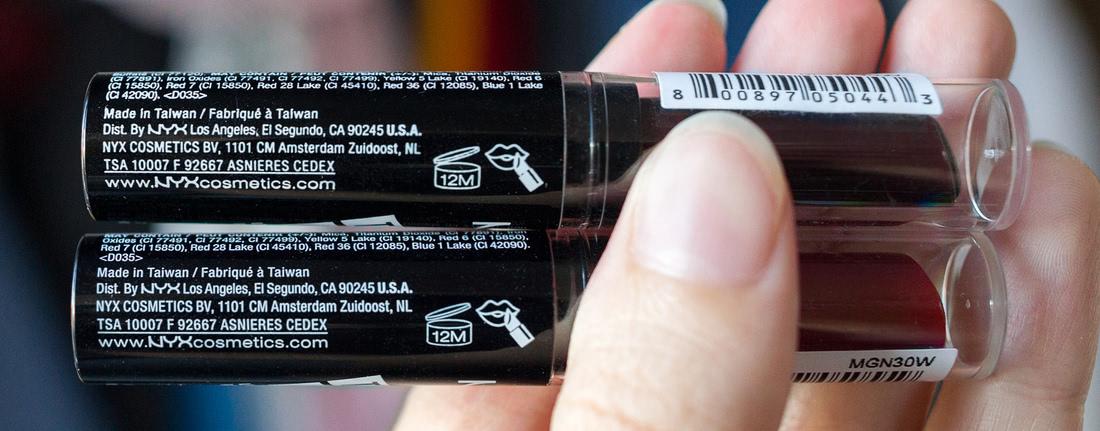 MAY CONTAIN / PEUT CONTENIR (+/-): Mica, Titanium Dioxide
(CI 77891), Iron Oxides (CI 77491, CI 77492, CI 77499), Yellow 5 Lake (CI 19140), Red 6
(CI 15850), Red 7 (CI 15850), Red 28 Lake (CI 45410), Red 36 (CI 12085), Blue 1 Lake
(CI 42090). <D035>
Made in Taiwan / Fabriqué à Taiwan
Dist. By NYX Los Angeles, El Segundo, CA 90245 U.S.A.
NYX COSMETICS BV, 1101 CM Amsterdam Zuidoost, NL
TSA 10007 F 92667 ASNIERES CEDEX
www.NYXcosmetics.com
12M
8 00897 05044 3
Oxides (CI 77491, CI 77492, CI 77499), Yellow 5 Lake (CI 19140), Red 6 (CI 15850),
Red 7 (CI 15850), Red 28 Lake (CI 45410), Red 36 (CI 12085), Blue 1 Lake (CI 42090).
<D035>
Made in Taiwan / Fabriqué à Taiwan
Dist. By NYX Los Angeles, El Segundo, CA 90245 U.S.A.
NYX COSMETICS BV, 1101 CM Amsterdam Zuidoost, NL
TSA 10007 F 92667 ASNIERES CEDEX
www.NYXcosmetics.com
12M
MGN30W